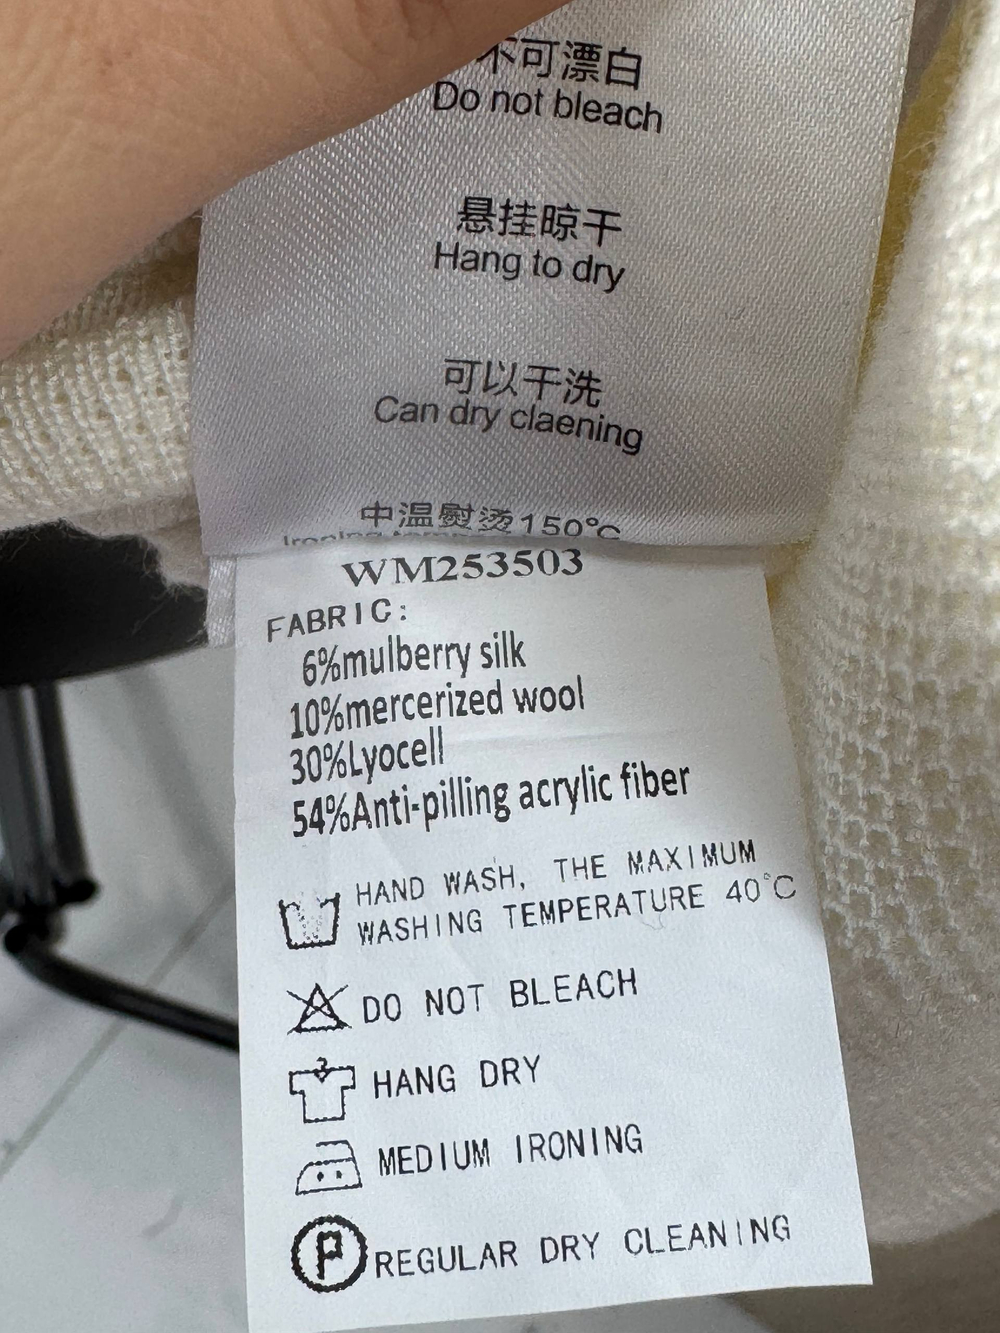 不可漂白
Do not bleach
悬挂晾干
Hang to dry
可以干洗
Can dry claening
中温熨烫150℃
Ironing
WM253503
FABRIC:
6%mulberry silk
10%mercerized wool
30%Lyocell
54%Anti-pilling acrylic fiber
HAND WASH, THE MAXIMUM
WASHING TEMPERATURE 40°C
DO NOT BLEACH
HANG DRY
MEDIUM IRONING
P REGULAR DRY CLEANING